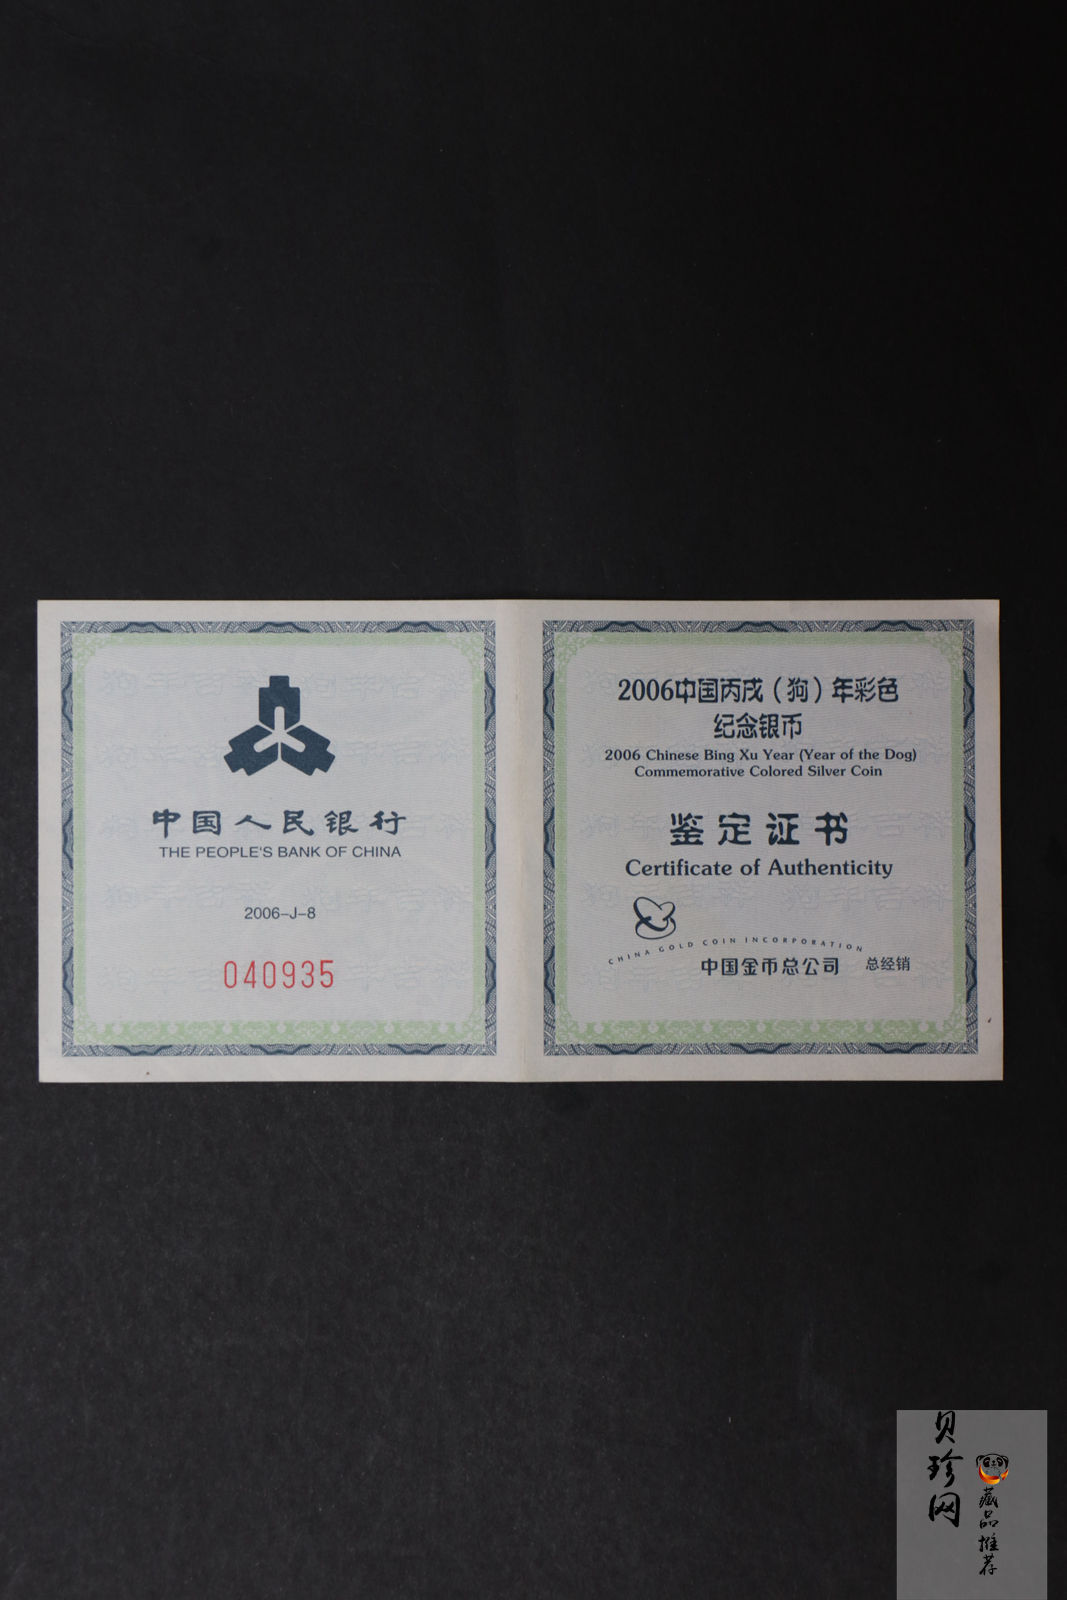 中国人民银行
THE PEOPLE'S BANK OF CHINA
2006-J-8
040935
2006中国丙戌（狗）年彩色
纪念银币
2006 Chinese Bing Xu Year (Year of the Dog)
Commemorative Colored Silver Coin
鉴定证书
Certificate of Authenticity
CHINA GOLD COIN INCORPORATION
中国金币总公司 总经销
贝珍网
藏品推荐